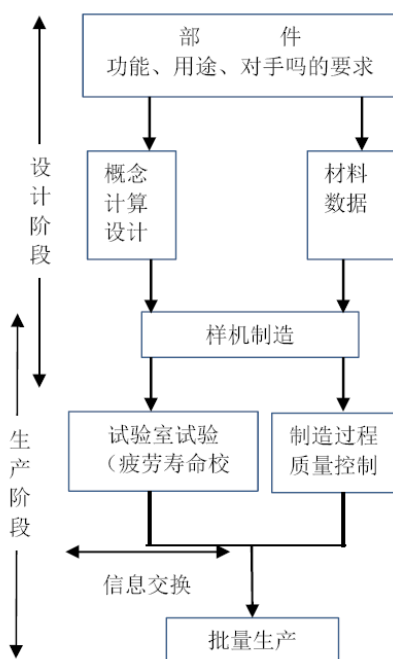 部 件
功能、用途、对手吗的要求
设计阶段
概念
计算
设计
材料
数据
样机制造
生产阶段
试验室试验
（疲劳寿命校
制造过程
质量控制
信息交换
批量生产